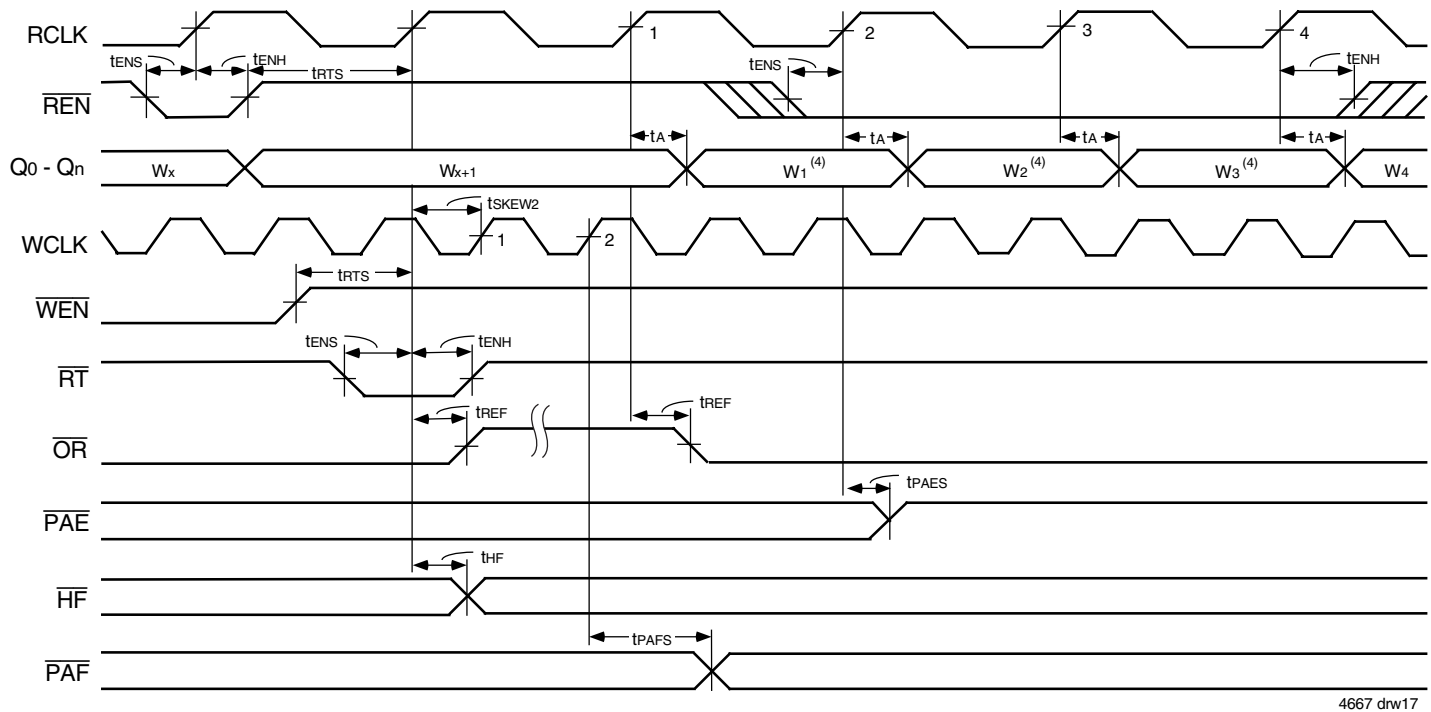 RCLK 1 2 3 4
tENS tENH tRTS tENS tENH
REN
tA tA tA tA
Q0 - Qn Wx Wx+1 W1(4) W2(4) W3(4) W4
tSKEW2
WCLK 1 2
tRTS
WEN
tENS tENH
RT
tREF tREF
OR
tPAES
PAE
tHF
HF
tPAFS
PAF
4667 drw17